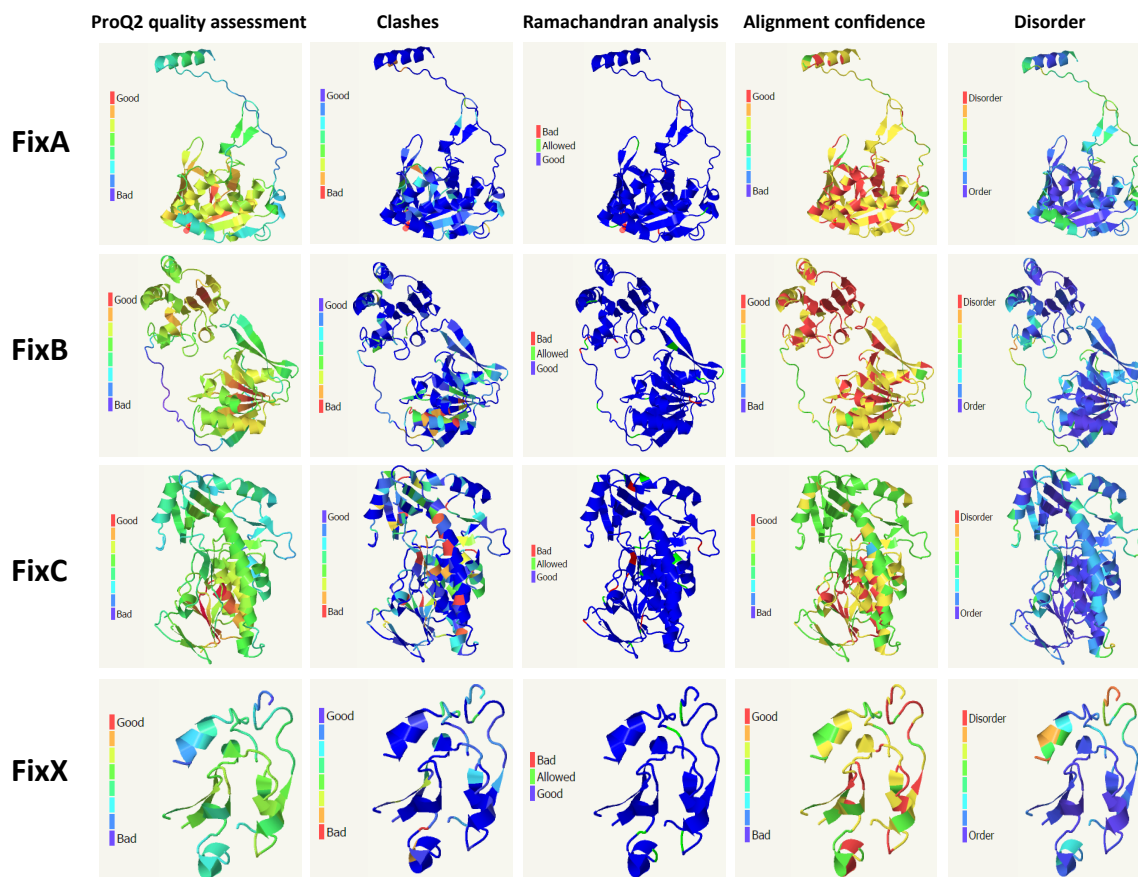 ProQ2 quality assessment Clashes Ramachandran analysis Alignment confidence Disorder
FixA
Good
Bad
Good
Bad
Bad
Allowed
Good
Good
Bad
Disorder
Order
FixB
Good
Bad
Good
Bad
Bad
Allowed
Good
Good
Bad
Disorder
Order
FixC
Good
Bad
Good
Bad
Bad
Allowed
Good
Good
Bad
Disorder
Order
FixX
Good
Bad
Good
Bad
Bad
Allowed
Good
Good
Bad
Disorder
Order